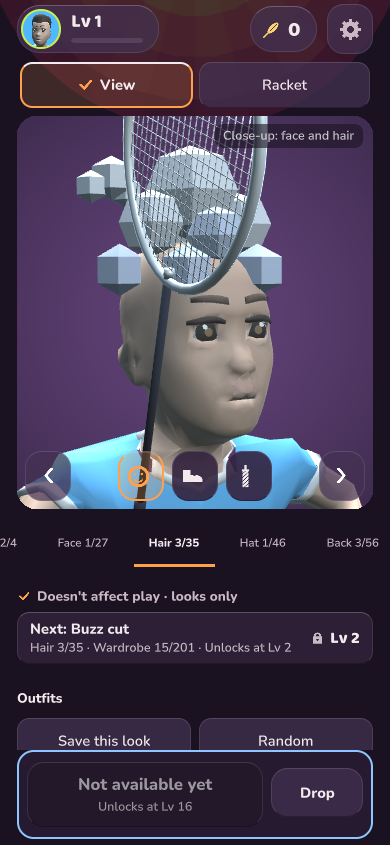 Lv 1
0
View
Racket
Close-up: face and hair
2/4
Face 1/27
Hair 3/35
Hat 1/46
Back 3/56
Doesn't affect play · looks only
Next: Buzz cut
Hair 3/35 · Wardrobe 15/201 · Unlocks at Lv 2
Lv 2
Outfits
Save this look
Random
Not available yet
Unlocks at Lv 16
Drop